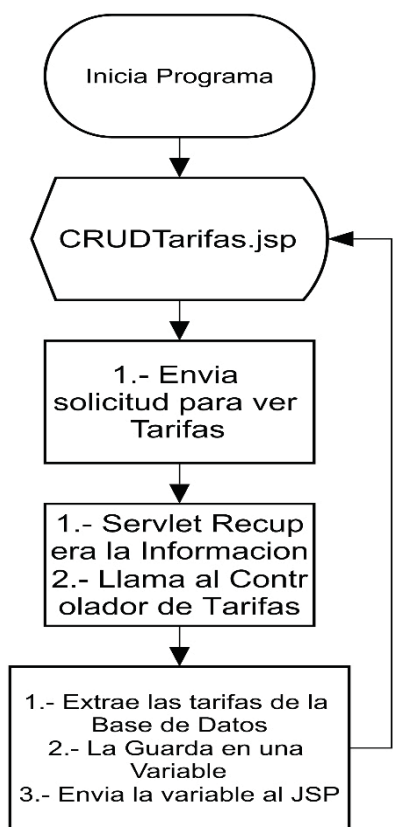 Inicia Programa
CRUDTarifas.jsp
1.- Envia
solicitud para ver
Tarifas
1.- Servlet Recup
era la Informacion
2.- Llama al Contr
olador de Tarifas
1.- Extrae las tarifas de la
Base de Datos
2.- La Guarda en una
Variable
3.- Envia la variable al JSP